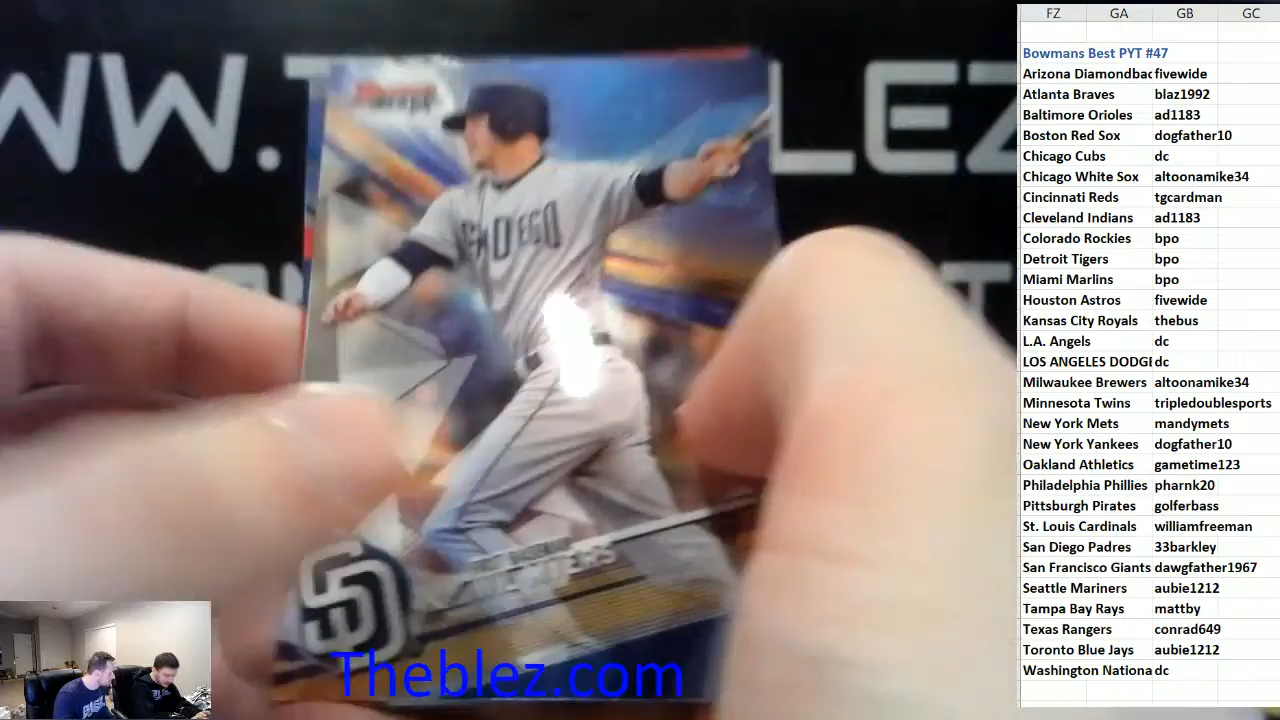 WW.T
LEZ
SAN DIEGO
SD
Theblez.com
FZ GA GB GC
Bowmans Best PYT #47
Arizona Diamondbac fivewide
Atlanta Braves blaz1992
Baltimore Orioles ad1183
Boston Red Sox dogfather10
Chicago Cubs dc
Chicago White Sox altoonamike34
Cincinnati Reds tgcardman
Cleveland Indians ad1183
Colorado Rockies bpo
Detroit Tigers bpo
Miami Marlins bpo
Houston Astros fivewide
Kansas City Royals thebus
L.A. Angels dc
LOS ANGELES DODGE dc
Milwaukee Brewers altoonamike34
Minnesota Twins tripledoublesports
New York Mets mandymets
New York Yankees dogfather10
Oakland Athletics gametime123
Philadelphia Phillies pharnk20
Pittsburgh Pirates golferbass
St. Louis Cardinals williamfreeman
San Diego Padres 33barkley
San Francisco Giants dawgfather1967
Seattle Mariners aubie1212
Tampa Bay Rays mattby
Texas Rangers conrad649
Toronto Blue Jays aubie1212
Washington Nationa dc